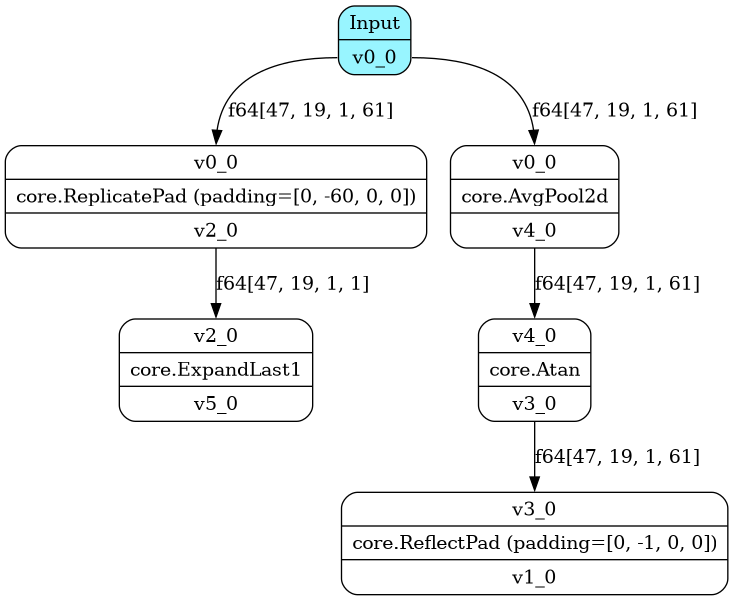 Input
v0_0
f64[47, 19, 1, 61]
f64[47, 19, 1, 61]
v0_0
core.ReplicatePad (padding=[0, -60, 0, 0])
v2_0
v0_0
core.AvgPool2d
v4_0
f64[47, 19, 1, 1]
f64[47, 19, 1, 61]
v2_0
core.ExpandLast1
v5_0
v4_0
core.Atan
v3_0
f64[47, 19, 1, 61]
v3_0
core.ReflectPad (padding=[0, -1, 0, 0])
v1_0